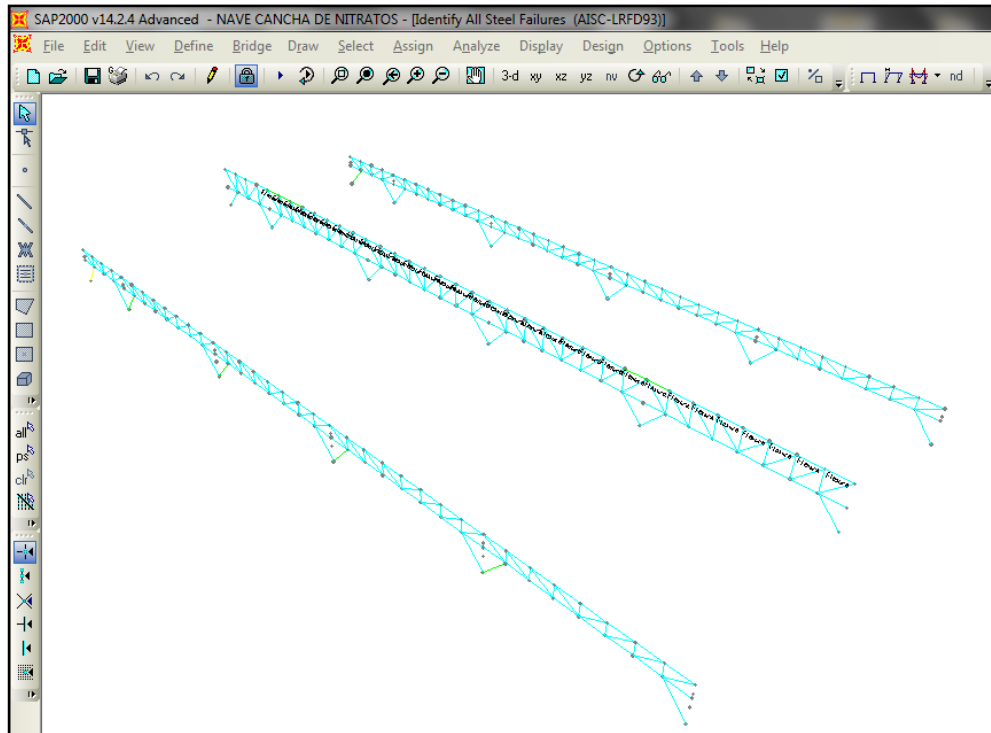 SAP2000 v14.2.4 Advanced - NAVE CANCHA DE NITRATOS - [Identify All Steel Failures (AISC-LRFD93)]
File Edit View Define Bridge Draw Select Assign Analyze Display Design Options Tools Help
3-d xy xz yz nv nd
all
ps
clr